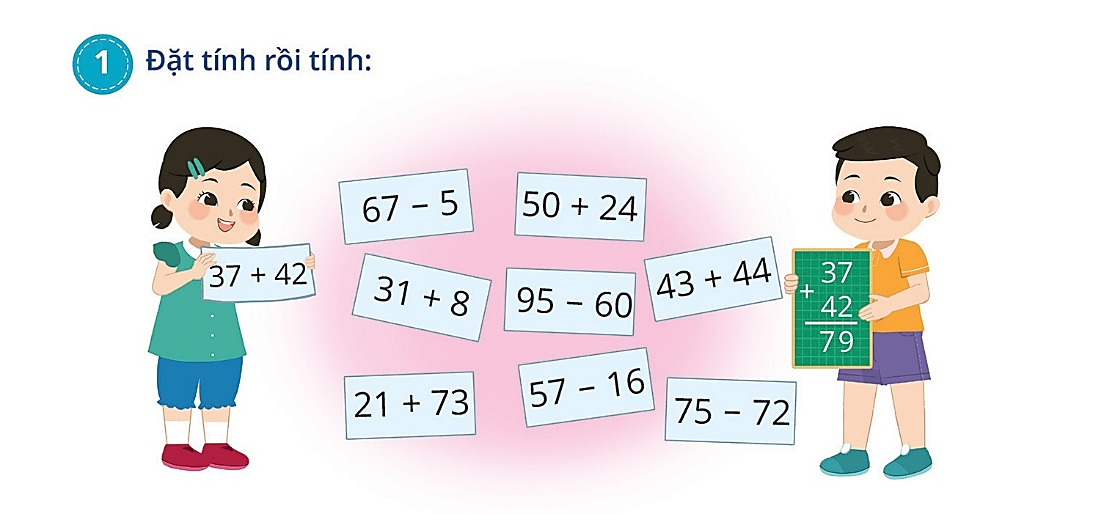 1 Đặt tính rồi tính:
67 – 5
50 + 24
37 + 42
31 + 8
95 – 60
43 + 44
37
+
42
79
21 + 73
57 – 16
75 – 72